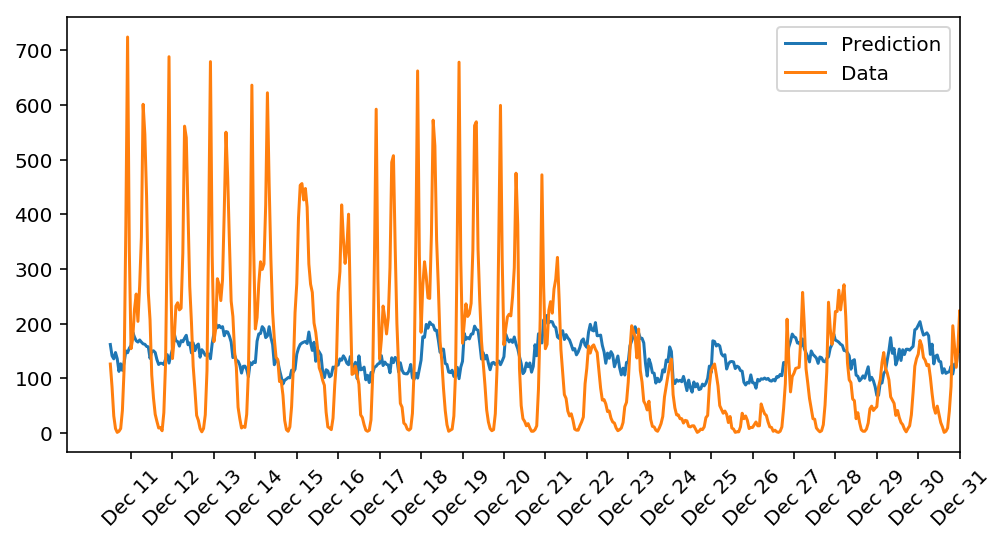 Prediction
Data
700
600
500
400
300
200
100
0
Dec 11
Dec 12
Dec 13
Dec 14
Dec 15
Dec 16
Dec 17
Dec 18
Dec 19
Dec 20
Dec 21
Dec 22
Dec 23
Dec 24
Dec 25
Dec 26
Dec 27
Dec 28
Dec 29
Dec 30
Dec 31